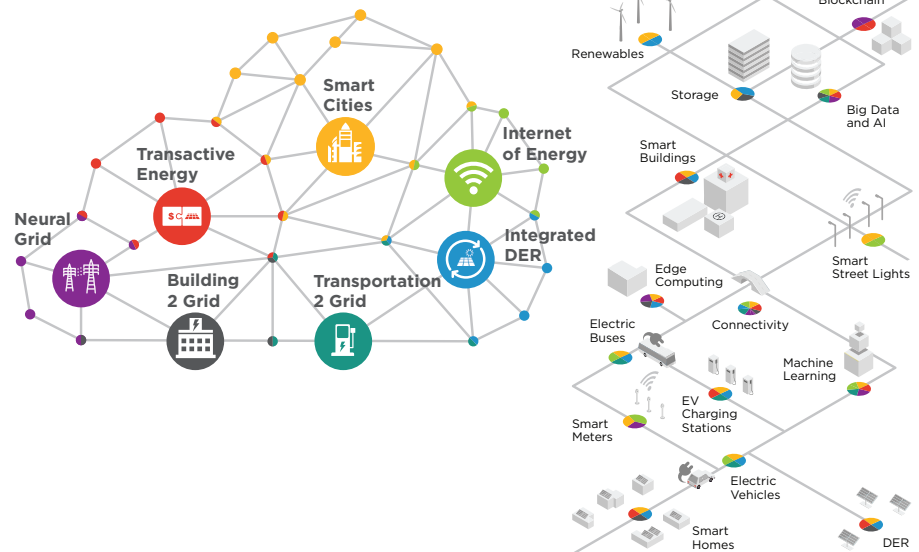 Smart
Cities
Internet
of Energy
Transactive
Energy
Neural
Grid
Integrated
DER
Building
2 Grid
Transportation
2 Grid
$
Blockchain
Renewables
Storage
Big Data
and AI
Smart
Buildings
Smart
Street Lights
Edge
Computing
Connectivity
Electric
Buses
Machine
Learning
EV
Charging
Stations
Smart
Meters
Electric
Vehicles
Smart
Homes
DER